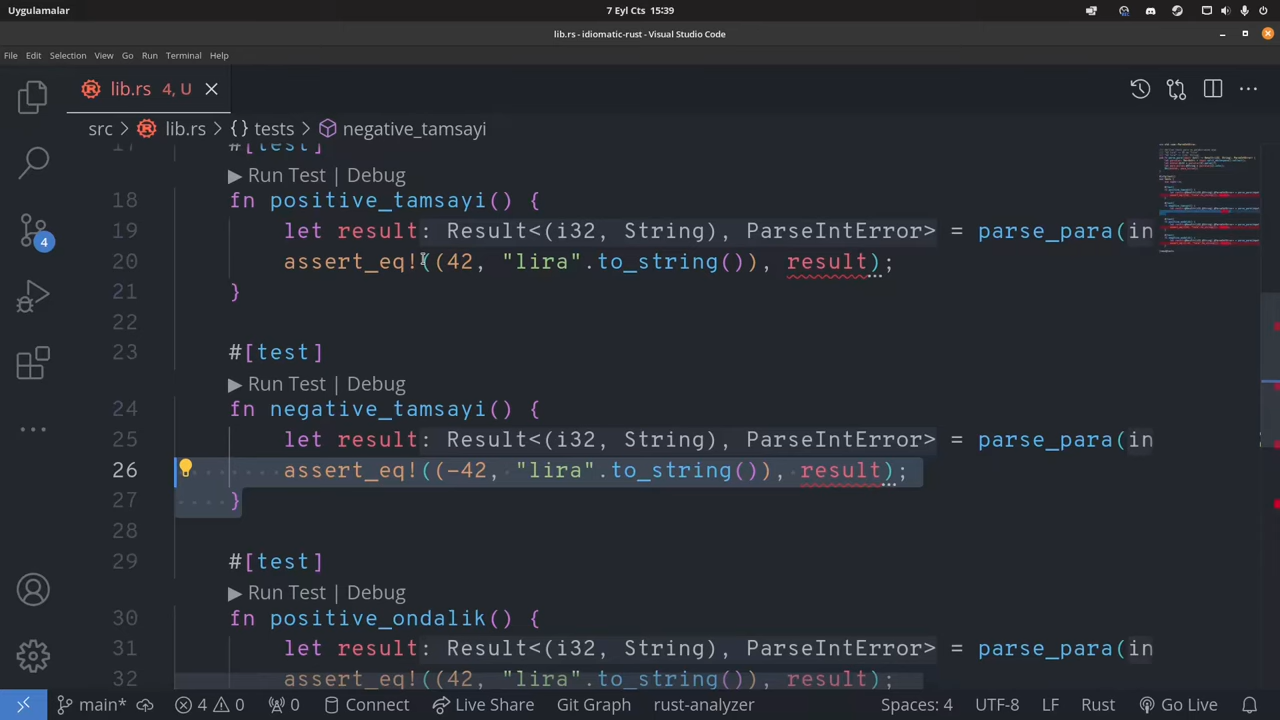 Uygulamalar
7 Eyl Cts 15:39
lib.rs - idiomatic-rust - Visual Studio Code
File Edit Selection View Go Run Terminal Help
lib.rs 4, U
src > lib.rs > {} tests > negative_tamsayi
17 #[test]
▶ Run Test | Debug
18 fn positive_tamsayi() {
19 let result: Result<(i32, String), ParseIntError> = parse_para(in
20 assert_eq!((42, "lira".to_string()), result);
21 }
22
23 #[test]
▶ Run Test | Debug
24 fn negative_tamsayi() {
25 let result: Result<(i32, String), ParseIntError> = parse_para(in
26 assert_eq!((-42, "lira".to_string()), result);
27 }
28
29 #[test]
▶ Run Test | Debug
30 fn positive_ondalik() {
31 let result: Result<(i32, String), ParseIntError> = parse_para(in
32 assert_eq!((42, "lira".to_string()), result);
4
main* 4 0 0 Connect Live Share Git Graph rust-analyzer Spaces: 4 UTF-8 LF Rust Go Live